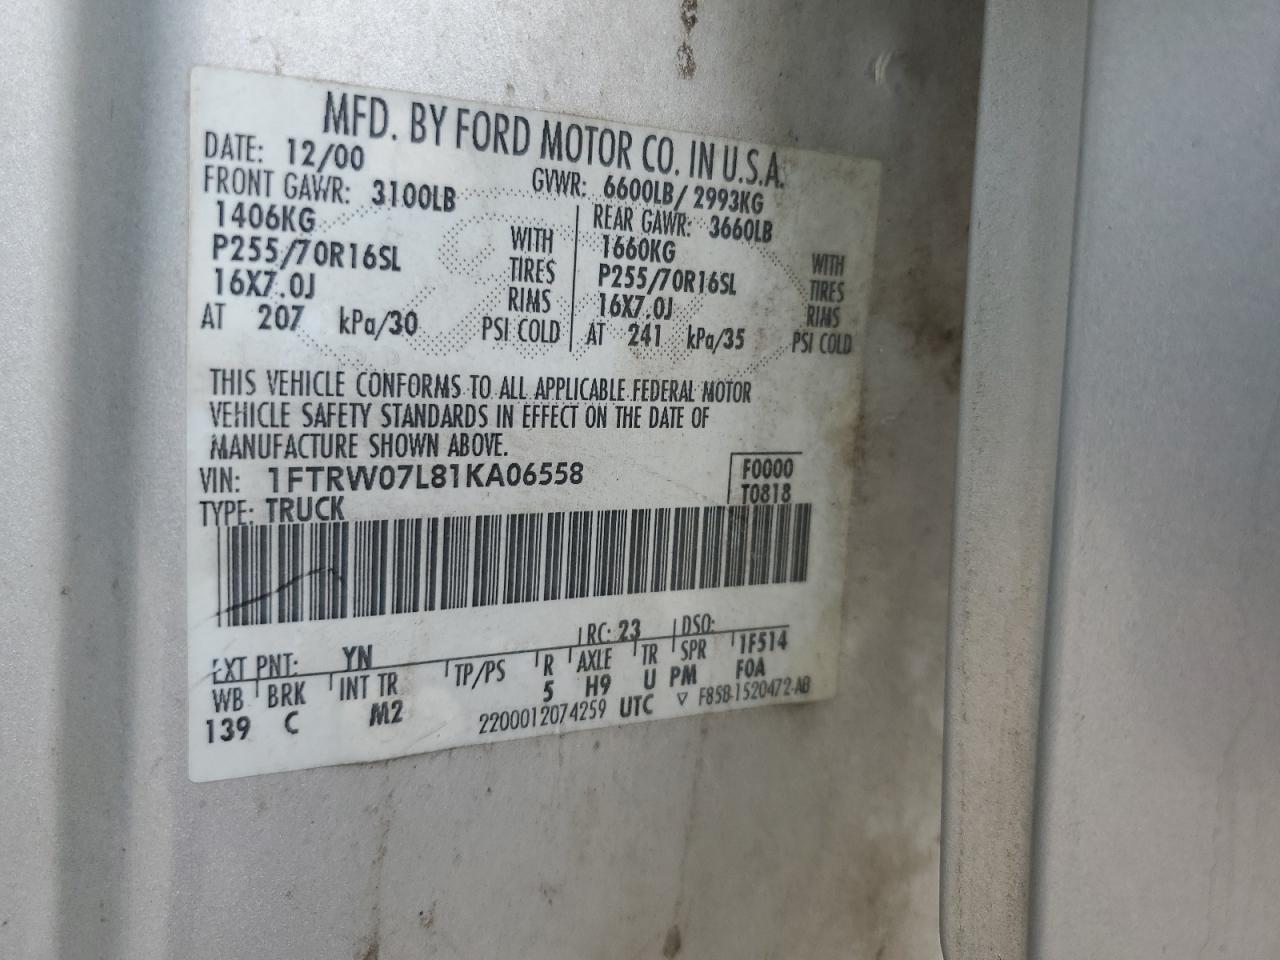 MFD. BY FORD MOTOR CO. IN U.S.A.
DATE: 12/00 GVWR: 6600LB/ 2993KG
FRONT GAWR: 3100LB REAR GAWR: 3660LB
1406KG WITH 1660KG WITH
P255/70R16SL TIRES P255/70R16SL TIRES
16X7.0J RIMS 16X7.0J RIMS
AT 207 kPa/30 PSI COLD AT 241 kPa/35 PSI COLD
THIS VEHICLE CONFORMS TO ALL APPLICABLE FEDERAL MOTOR
VEHICLE SAFETY STANDARDS IN EFFECT ON THE DATE OF
MANUFACTURE SHOWN ABOVE.
VIN: 1FTRW07L81KA06558 F0000
TYPE: TRUCK T0818
EXT PNT: YN RC: 23 DSO:
WB BRK INT TR TP/PS R AXLE TR SPR 1F514
139 C M2 5 H9 U PM F0A
2200012074259 UTC ▽ F85B-1520472-AB